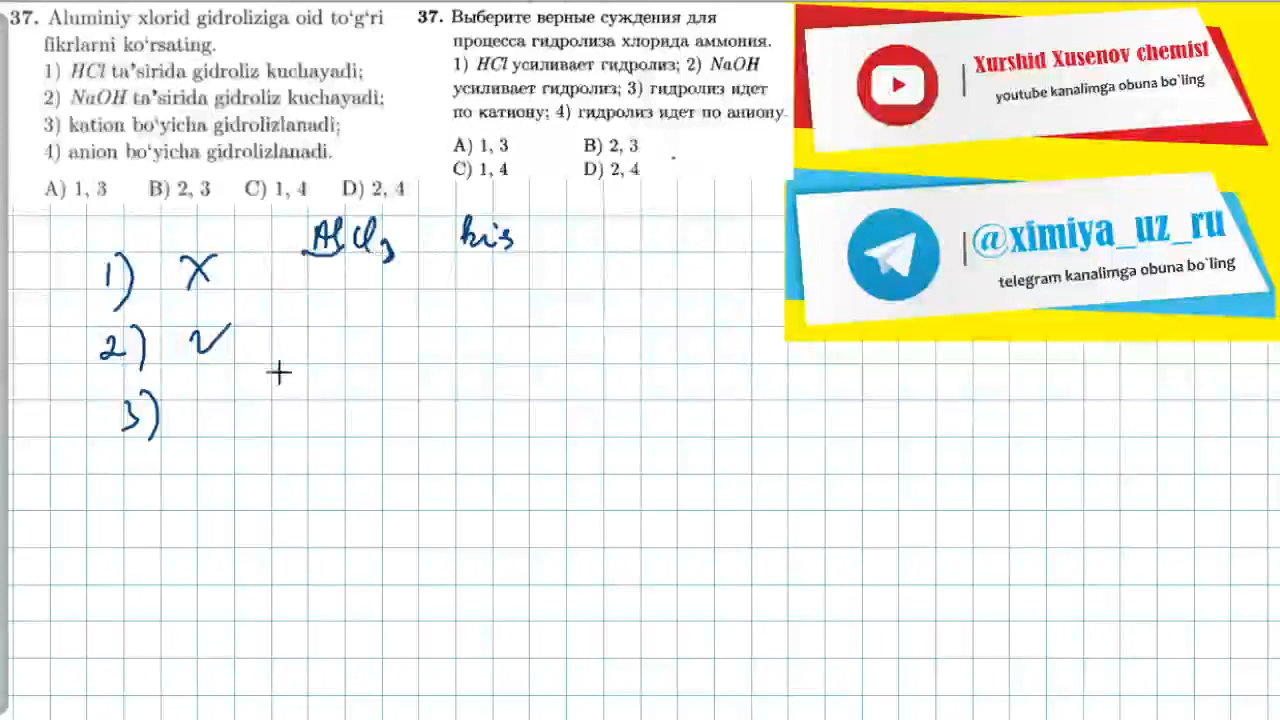 37. Aluminiy xlorid gidroliziga oid to‘g‘ri
fikrlarni ko‘rsating.
1) HCl ta’sirida gidroliz kuchayadi;
2) NaOH ta’sirida gidroliz kuchayadi;
3) kation bo‘yicha gidrolizlanadi;
4) anion bo‘yicha gidrolizlanadi.
A) 1, 3 B) 2, 3 C) 1, 4 D) 2, 4
37. Выберите верные суждения для
процесса гидролиза хлорида аммония.
1) HCl усиливает гидролиз; 2) NaOH
усиливает гидролиз; 3) гидролиз идет
по катиону; 4) гидролиз идет по аниону.
A) 1, 3 B) 2, 3
C) 1, 4 D) 2, 4
Xurshid Xusenov chemist
youtube kanalimga obuna bo`ling
@ximiya_uz_ru
telegram kanalimga obuna bo`ling
AlCl3 kis
1) X
2) ✓
3)